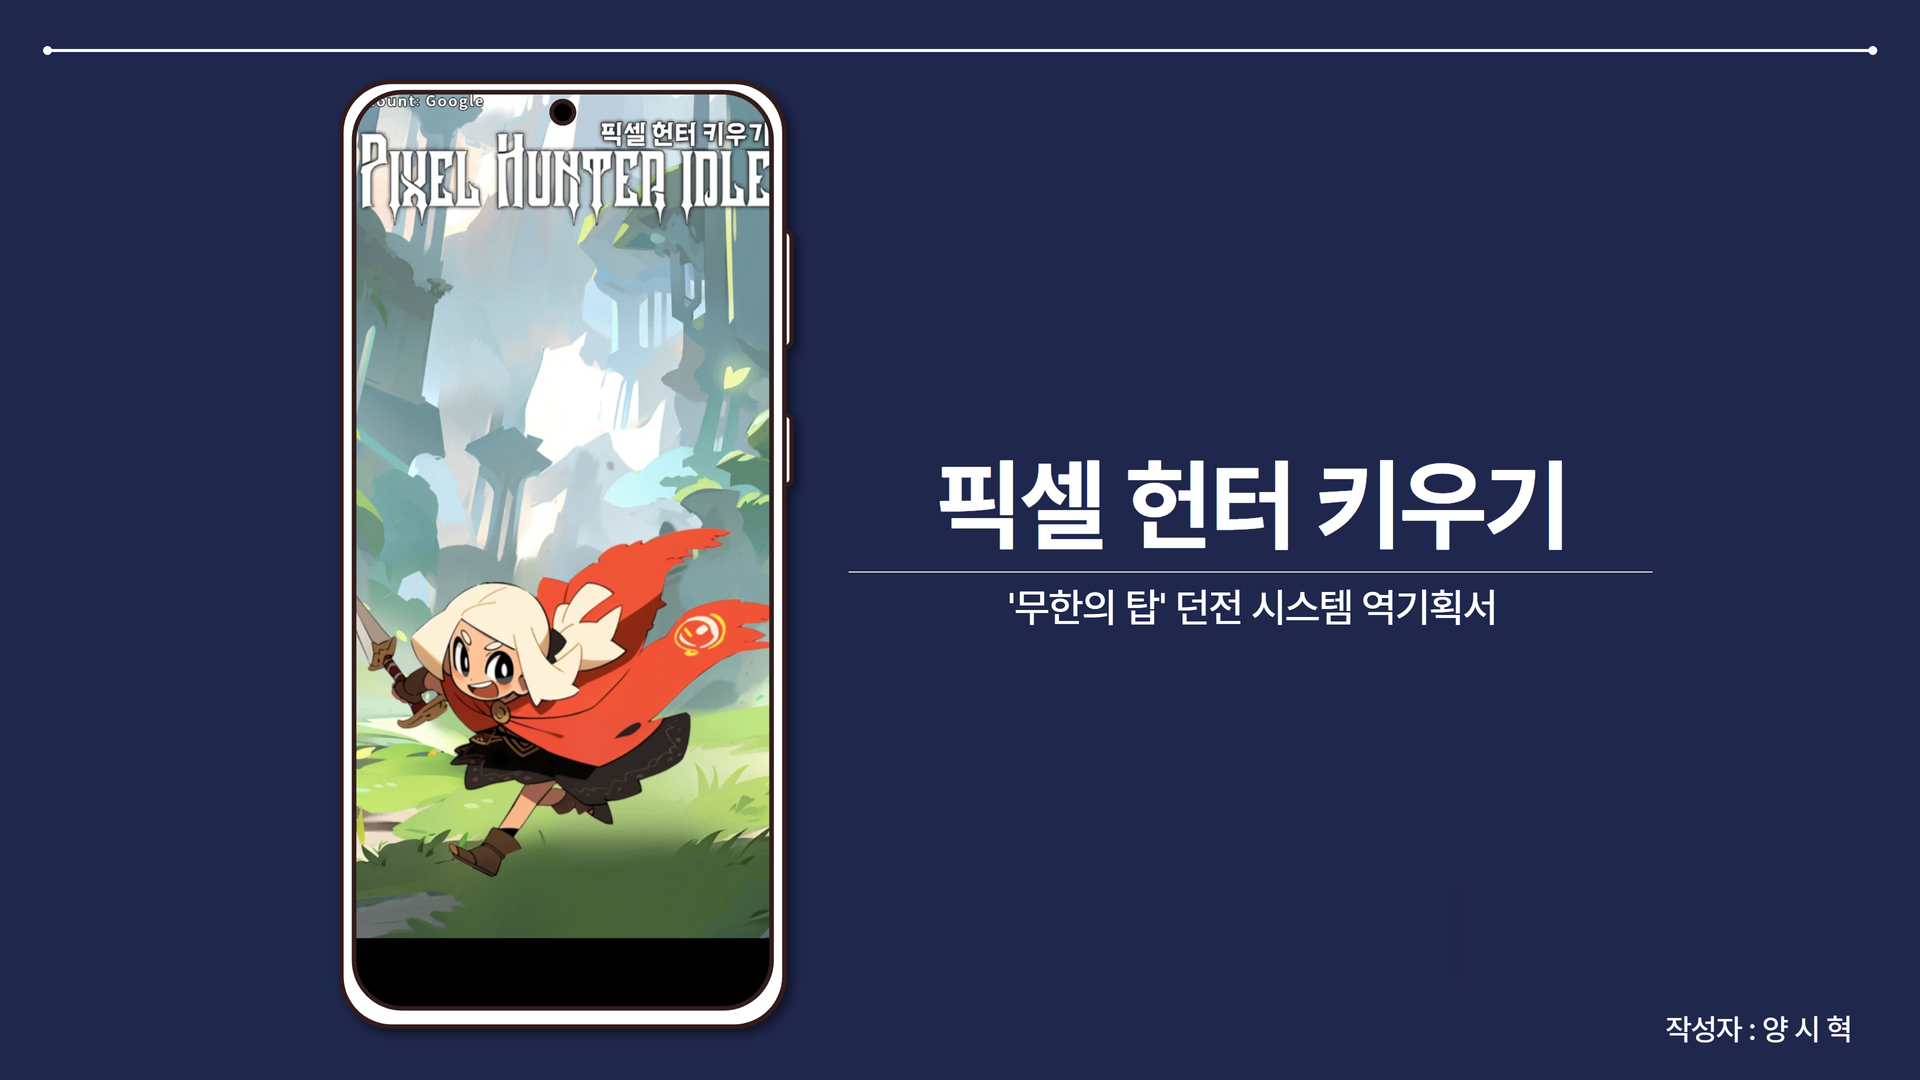 ount: Google
픽셀 헌터 키우기
PIXEL HUNTER IDLE
픽셀 헌터 키우기
'무한의 탑' 던전 시스템 역기획서
작성자 : 양 시 혁